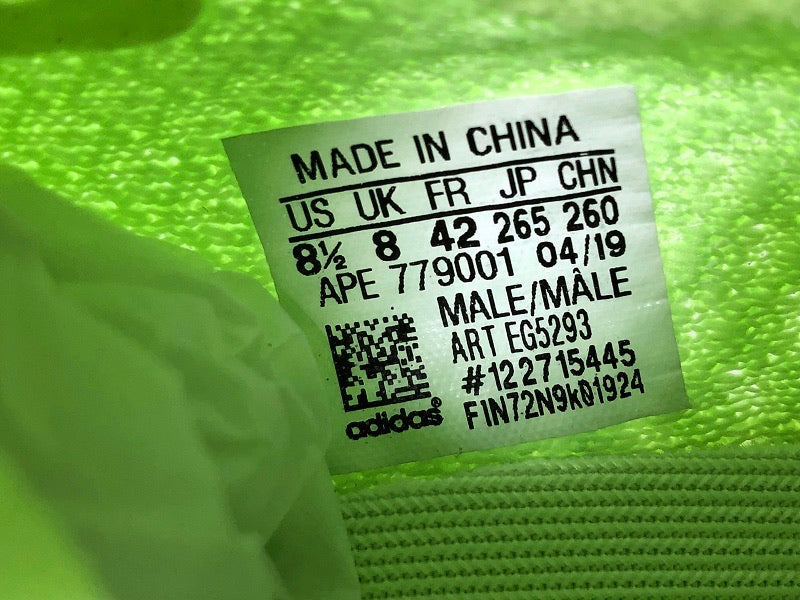 MADE IN CHINA
US UK FR JP CHN
8½ 8 42 265 260
APE 779001 04/19
MALE/MÂLE
ART EG5293
#122715445
FIN72N9k01924
adidas®